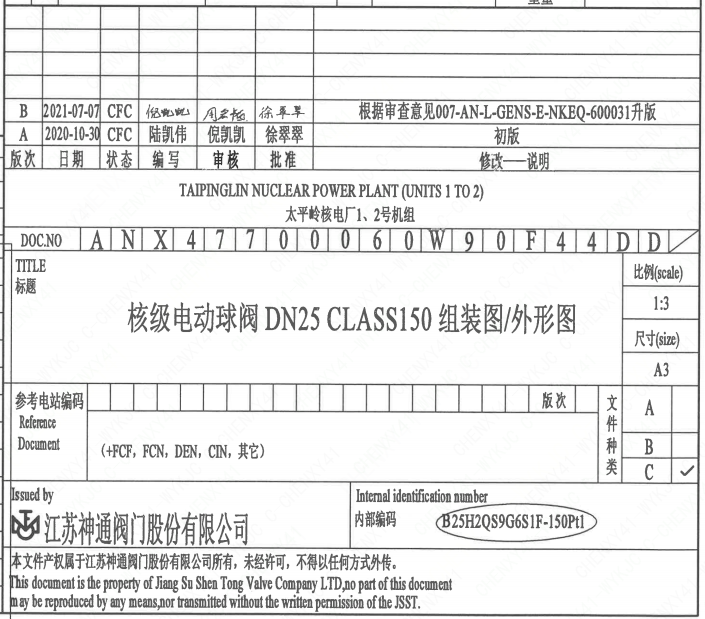 B 2021-07-07 CFC 倪凯凯 徐翠翠 根据审查意见007-AN-L-GENS-E-NKEQ-600031升版
A 2020-10-30 CFC 陆凯伟 倪凯凯 徐翠翠 初版
版次 日期 状态 编写 审核 批准 修改——说明
TAIPINGLIN NUCLEAR POWER PLANT (UNITS 1 TO 2)
太平岭核电厂1、2号机组
DOC.NO A N X 4 7 7 0 0 0 6 0 W 9 0 F 4 4 D D
TITLE
标题
核级电动球阀 DN25 CLASS150 组装图/外形图
比例(scale)
1:3
尺寸(size)
A3
参考电站编码 版次
Reference
Document
(+FCF, FCN, DEN, CIN, 其它)
文件种类
A
B
C ✓
Issued by
江苏神通阀门股份有限公司
Internal identification number
内部编码 B25H2QS9G6S1F-150Pt1
本文件产权属于江苏神通阀门股份有限公司所有，未经许可，不得以任何方式外传。
This document is the property of Jiang Su Shen Tong Valve Company LTD,no part of this document
may be reproduced by any means,nor transmitted without the written permission of the JSST.